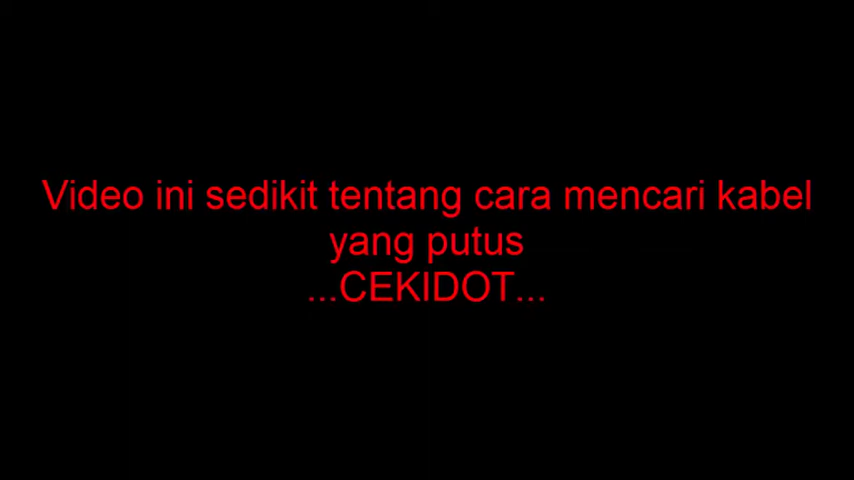 Video ini sedikit tentang cara mencari kabel
yang putus
...CEKIDOT...